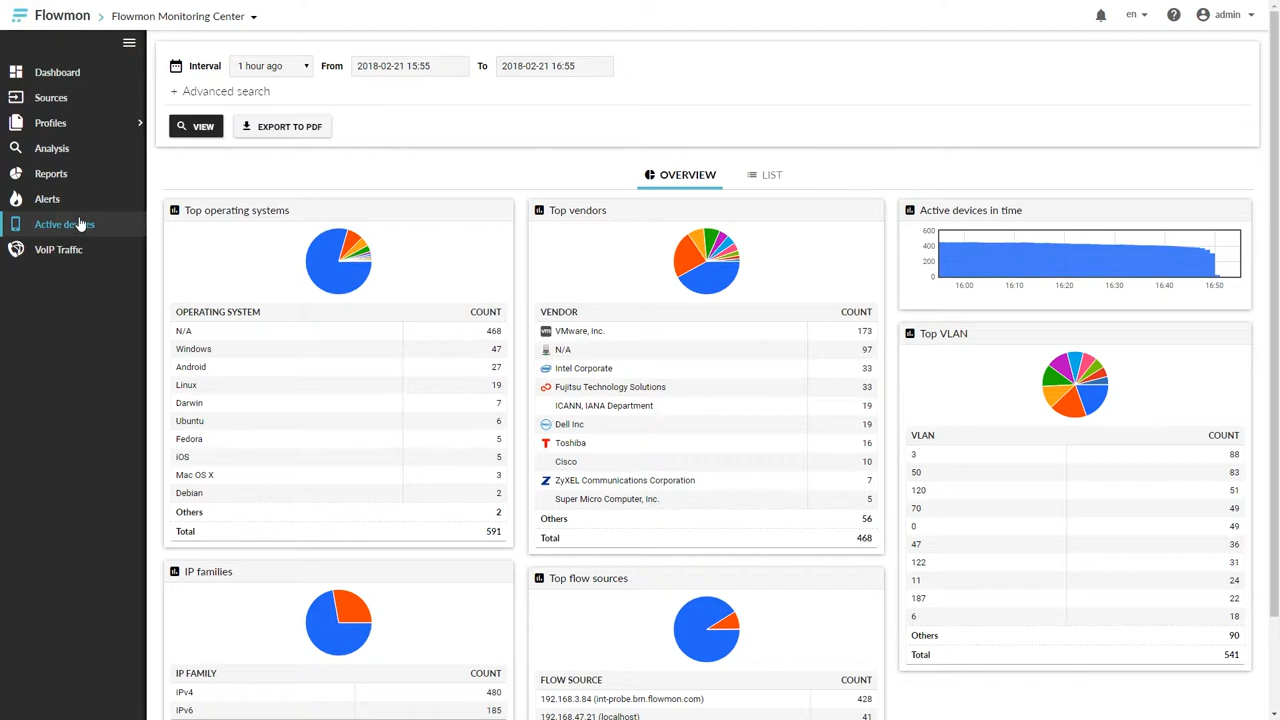 Flowmon > Flowmon Monitoring Center
en
admin
Dashboard
Sources
Profiles
Analysis
Reports
Alerts
Active devices
VoIP Traffic
Interval 1 hour ago From 2018-02-21 15:55 To 2018-02-21 16:55
+ Advanced search
VIEW EXPORT TO PDF
OVERVIEW LIST
Top operating systems
OPERATING SYSTEM COUNT
N/A 468
Windows 47
Android 27
Linux 19
Darwin 7
Ubuntu 6
Fedora 5
iOS 5
Mac OS X 3
Debian 2
Others 2
Total 591
Top vendors
VENDOR COUNT
vm VMware, Inc. 173
N/A 97
Intel Corporate 33
Fujitsu Technology Solutions 33
ICANN, IANA Department 19
Dell Inc 19
Toshiba 16
Cisco 10
ZyXEL Communications Corporation 7
Super Micro Computer, Inc. 5
Others 56
Total 468
Active devices in time
600
400
200
0
16:00 16:10 16:20 16:30 16:40 16:50
Top VLAN
VLAN COUNT
3 88
50 83
120 51
70 49
0 49
47 36
122 31
11 24
187 22
6 18
Others 90
Total 541
IP families
IP FAMILY COUNT
IPv4 480
IPv6 185
Top flow sources
FLOW SOURCE COUNT
192.168.3.84 (int-probe.brn.flowmon.com) 428
192.168.47.21 (localhost) 41